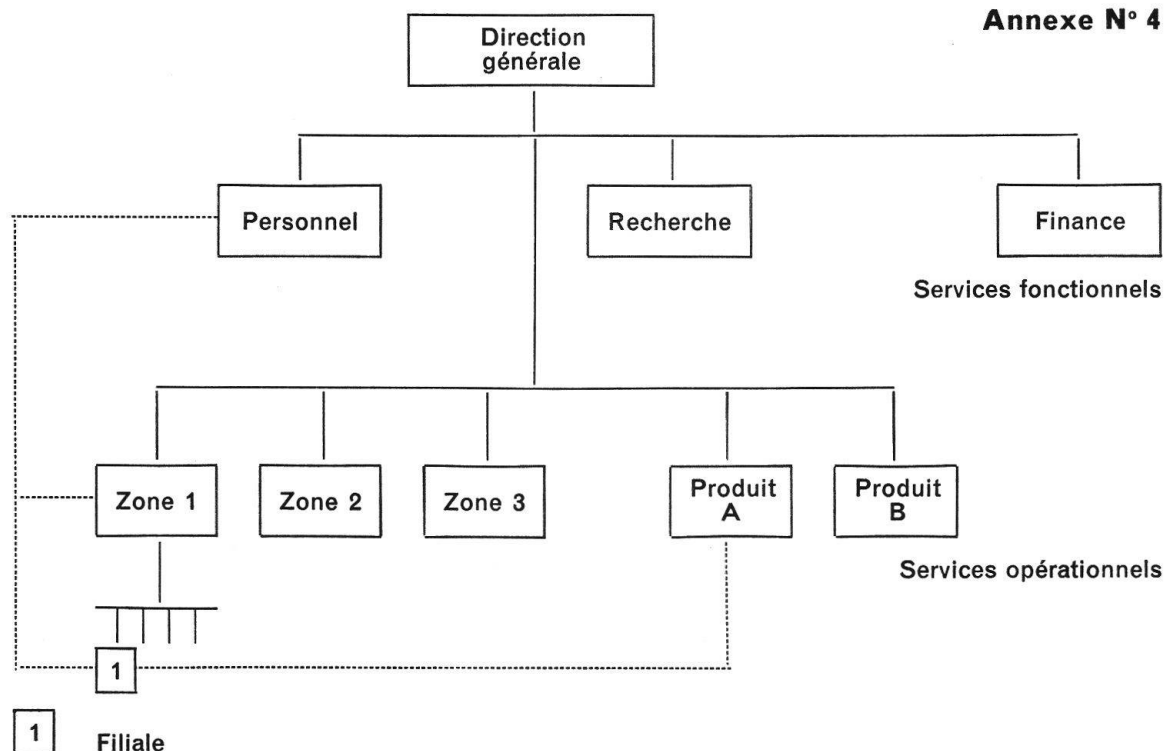 Annexe N° 4
Direction
générale
Personnel
Recherche
Finance
Services fonctionnels
Zone 1
Zone 2
Zone 3
Produit
A
Produit
B
Services opérationnels
1
1
Filiale